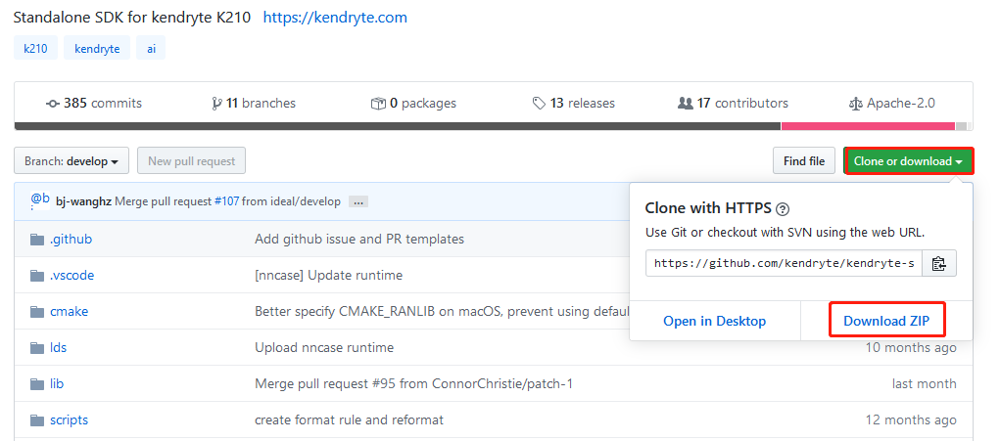 Standalone SDK for kendryte K210 https://kendryte.com
k210 kendryte ai
385 commits 11 branches 0 packages 13 releases 17 contributors Apache-2.0
Branch: develop New pull request Find file Clone or download
@b bj-wanghz Merge pull request #107 from ideal/develop ...
Clone with HTTPS ?
Use Git or checkout with SVN using the web URL.
https://github.com/kendryte/kendryte-s
Open in Desktop Download ZIP
.github Add github issue and PR templates
.vscode [nncase] Update runtime
cmake Better specify CMAKE_RANLIB on macOS, prevent using defaul
lds Upload nncase runtime 10 months ago
lib Merge pull request #95 from ConnorChristie/patch-1 last month
scripts create format rule and reformat 12 months ago